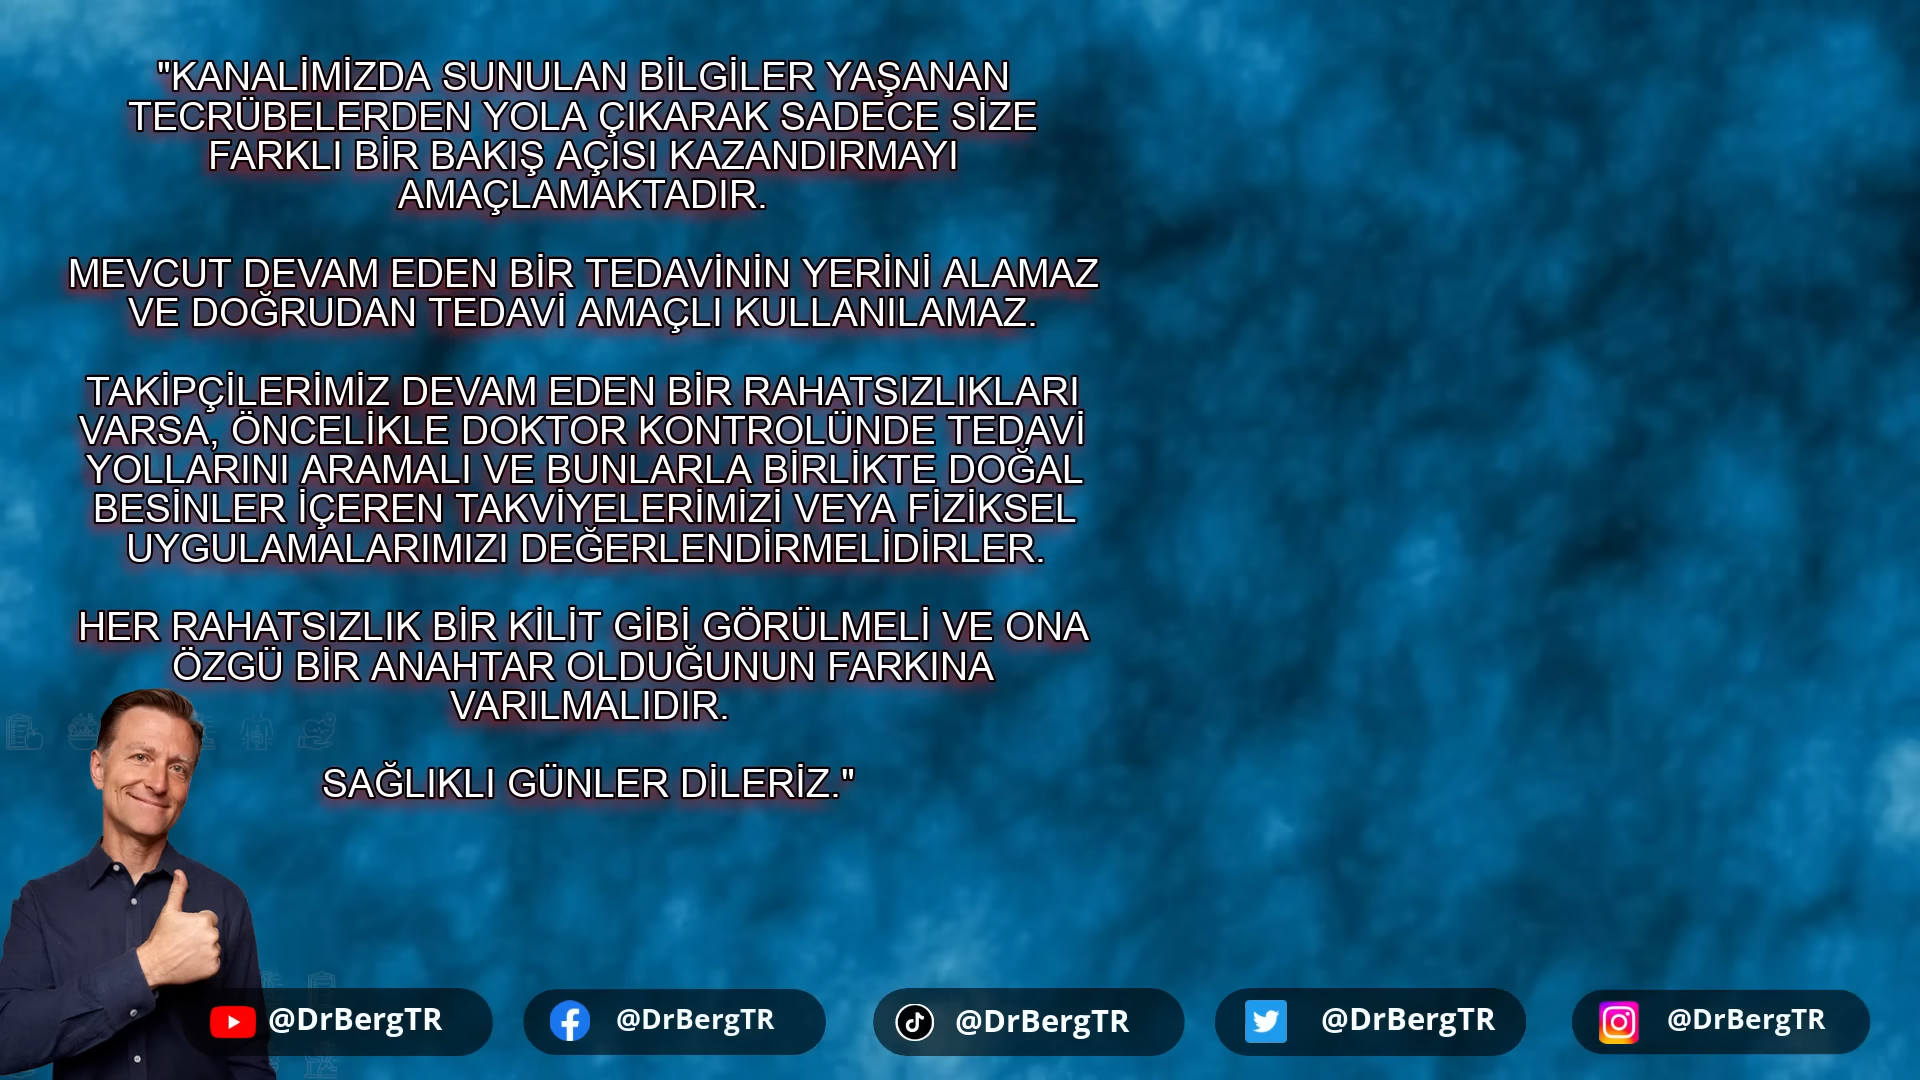 "KANALİMİZDA SUNULAN BİLGİLER YAŞANAN
TECRÜBELERDEN YOLA ÇIKARAK SADECE SİZE
FARKLI BİR BAKIŞ AÇISI KAZANDIRMAYI
AMAÇLAMAKTADIR.
MEVCUT DEVAM EDEN BİR TEDAVİNİN YERİNİ ALAMAZ
VE DOĞRUDAN TEDAVİ AMAÇLI KULLANILAMAZ.
TAKİPÇİLERİMİZ DEVAM EDEN BİR RAHATSIZLIKLARI
VARSA, ÖNCELİKLE DOKTOR KONTROLÜNDE TEDAVİ
YOLLARINI ARAMALI VE BUNLARLA BİRLİKTE DOĞAL
BESİNLER İÇEREN TAKVİYELERİMİZİ VEYA FİZİKSEL
UYGULAMALARIMIZI DEĞERLENDİRMELİDİRLER.
HER RAHATSIZLIK BİR KİLİT GİBİ GÖRÜLMELİ VE ONA
ÖZGÜ BİR ANAHTAR OLDUĞUNUN FARKINA
VARILMALIDIR.
SAĞLIKLI GÜNLER DİLERİZ."
@DrBergTR @DrBergTR @DrBergTR @DrBergTR @DrBergTR